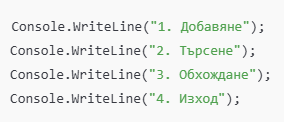 Console.WriteLine("1. Добавяне");
Console.WriteLine("2. Търсене");
Console.WriteLine("3. Обхождане");
Console.WriteLine("4. Изход");